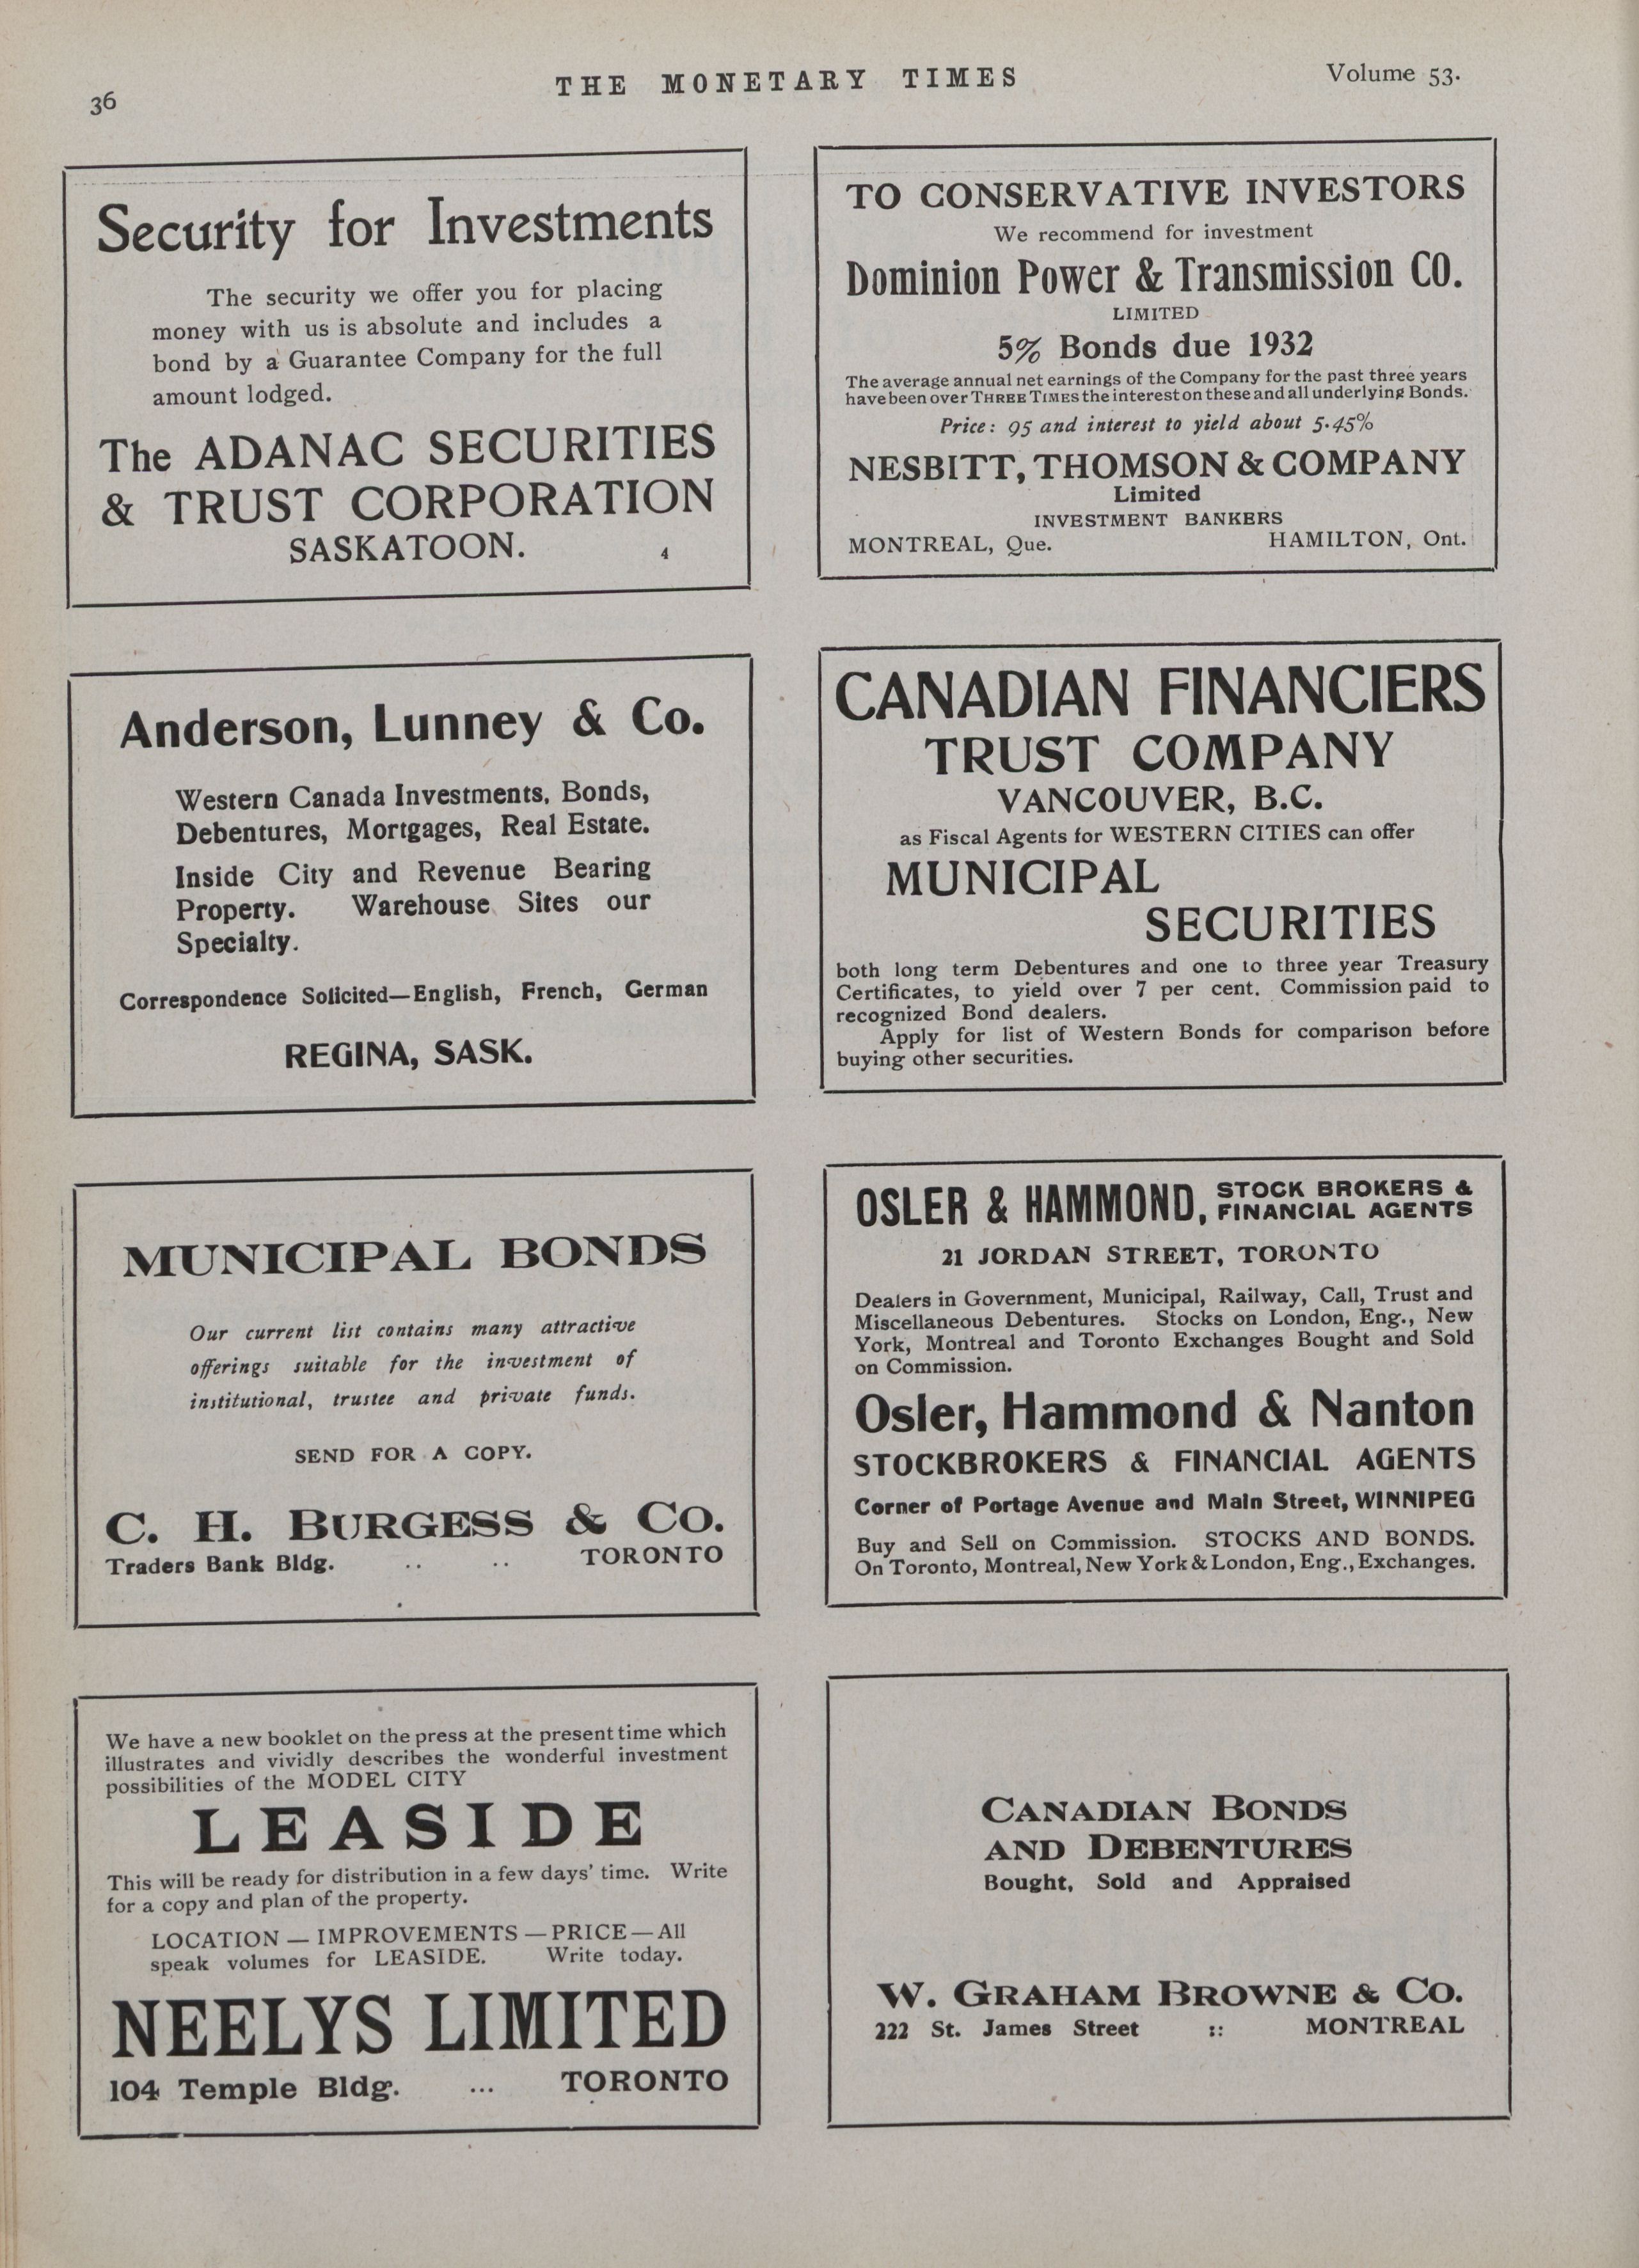 36
THE MONETARY TIMES
Volume 53.
Security for Investments
The security we offer you for placing
money with us is absolute and includes a
bond by a Guarantee Company for the full
amount lodged.
The ADANAC SECURITIES
& TRUST CORPORATION
SASKATOON. 4
TO CONSERVATIVE INVESTORS
We recommend for investment
Dominion Power & Transmission CO.
LIMITED
5% Bonds due 1932
The average annual net earnings of the Company for the past three years
have been over THREE TIMES the interest on these and all underlying Bonds.
Price: 95 and interest to yield about 5.45%
NESBITT, THOMSON & COMPANY
Limited
INVESTMENT BANKERS
MONTREAL, Que. HAMILTON, Ont.
Anderson, Lunney & Co.
Western Canada Investments, Bonds,
Debentures, Mortgages, Real Estate.
Inside City and Revenue Bearing
Property. Warehouse Sites our
Specialty.
Correspondence Solicited—English, French, German
REGINA, SASK.
CANADIAN FINANCIERS
TRUST COMPANY
VANCOUVER, B.C.
as Fiscal Agents for WESTERN CITIES can offer
MUNICIPAL
SECURITIES
both long term Debentures and one to three year Treasury
Certificates, to yield over 7 per cent. Commission paid to
recognized Bond dealers.
Apply for list of Western Bonds for comparison before
buying other securities.
MUNICIPAL BONDS
Our current list contains many attractive
offerings suitable for the investment of
institutional, trustee and private funds.
SEND FOR A COPY.
C. H. BURGESS & CO.
Traders Bank Bldg. .. .. TORONTO
OSLER & HAMMOND, STOCK BROKERS &
FINANCIAL AGENTS
21 JORDAN STREET, TORONTO
Dealers in Government, Municipal, Railway, Call, Trust and
Miscellaneous Debentures. Stocks on London, Eng., New
York, Montreal and Toronto Exchanges Bought and Sold
on Commission.
Osler, Hammond & Nanton
STOCKBROKERS & FINANCIAL AGENTS
Corner of Portage Avenue and Main Street, WINNIPEG
Buy and Sell on Commission. STOCKS AND BONDS.
On Toronto, Montreal, New York & London, Eng., Exchanges.
We have a new booklet on the press at the present time which
illustrates and vividly describes the wonderful investment
possibilities of the MODEL CITY
LEASIDE
This will be ready for distribution in a few days' time. Write
for a copy and plan of the property.
LOCATION — IMPROVEMENTS — PRICE — All
speak volumes for LEASIDE. Write today.
NEELYS LIMITED
104 Temple Bldg. ... TORONTO
CANADIAN BONDS
AND DEBENTURES
Bought, Sold and Appraised
W. GRAHAM BROWNE & CO.
222 St. James Street :: MONTREAL